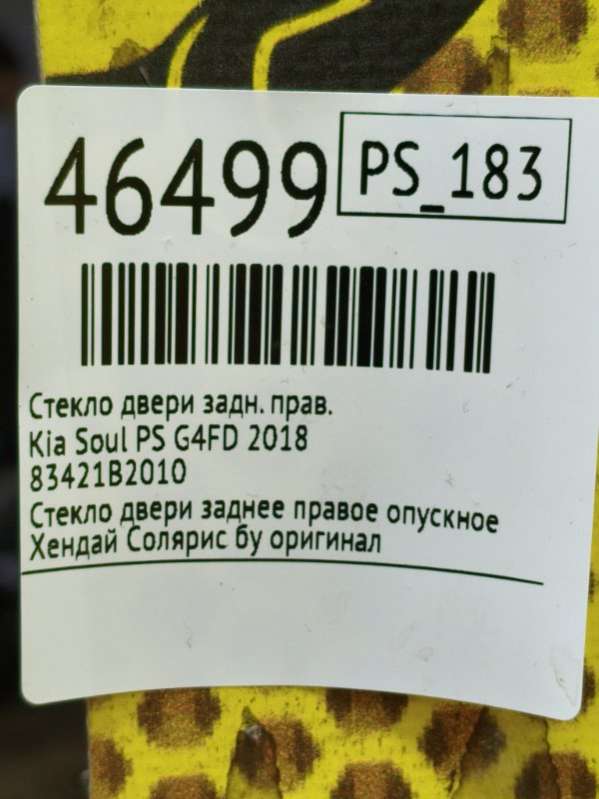 46499
PS_183
Стекло двери задн. прав.
Kia Soul PS G4FD 2018
83421B2010
Стекло двери заднее правое опускное
Хендай Солярис бу оригинал